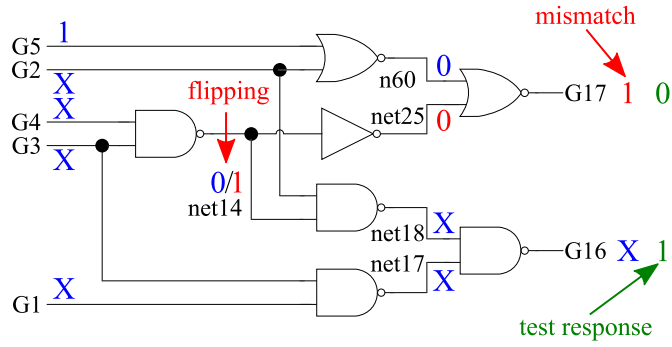 mismatch
G5 1
G2 X
n60 0
G17 1 0
flipping
X
G4
G3 X
net25 0
0/1
net14
net18 X
net17 X
G16 X 1
G1 X
test response